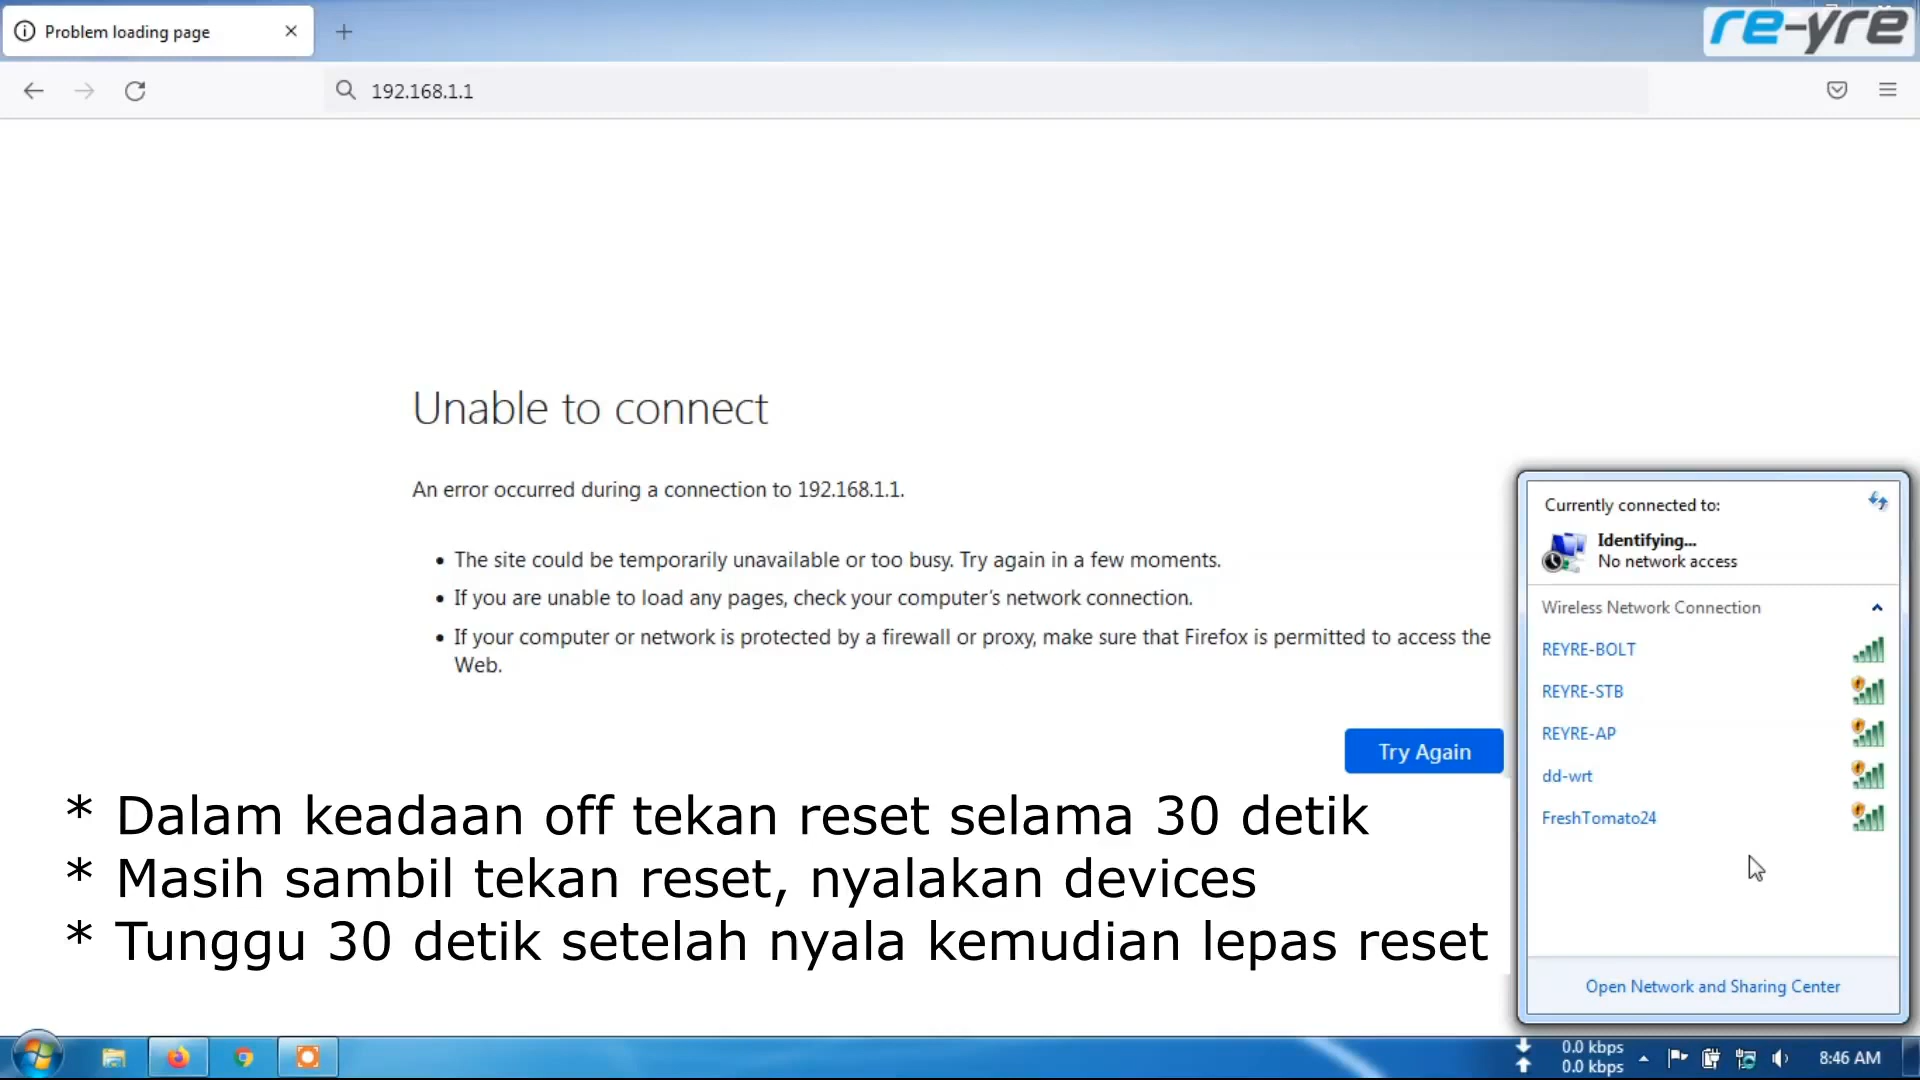 Problem loading page
re-yre
192.168.1.1
Unable to connect
An error occurred during a connection to 192.168.1.1.
The site could be temporarily unavailable or too busy. Try again in a few moments.
If you are unable to load any pages, check your computer's network connection.
If your computer or network is protected by a firewall or proxy, make sure that Firefox is permitted to access the
Web.
Try Again
Currently connected to:
Identifying...
No network access
Wireless Network Connection
REYRE-BOLT
REYRE-STB
REYRE-AP
dd-wrt
FreshTomato24
Open Network and Sharing Center
* Dalam keadaan off tekan reset selama 30 detik
* Masih sambil tekan reset, nyalakan devices
* Tunggu 30 detik setelah nyala kemudian lepas reset
0.0 kbps
0.0 kbps
8:46 AM